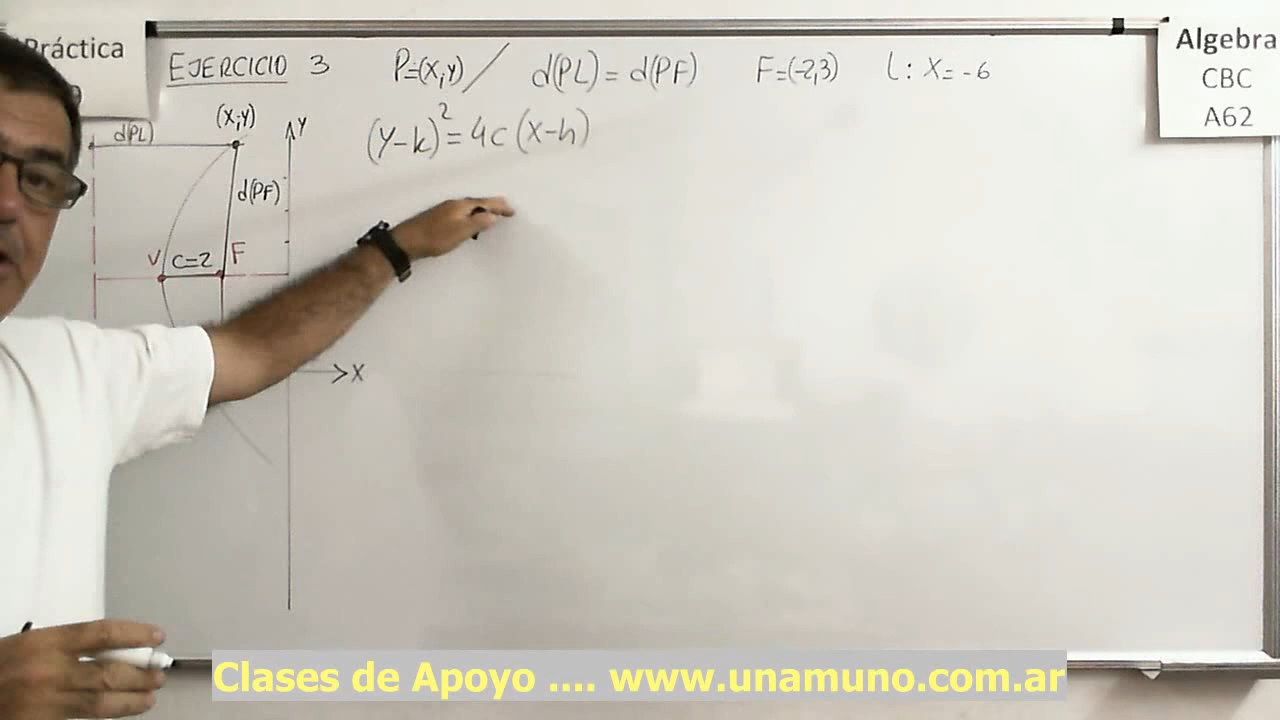 Práctica
EJERCICIO 3 P=(X,Y) / d(PL) = d(PF) F=(-2,3) L: X=-6
Algebra
CBC
A62
(y-k)²=4c(X-h)
(X;Y)
d(PL)
Y
d(PF)
V c=2 F
X
Clases de Apoyo .... www.unamuno.com.ar